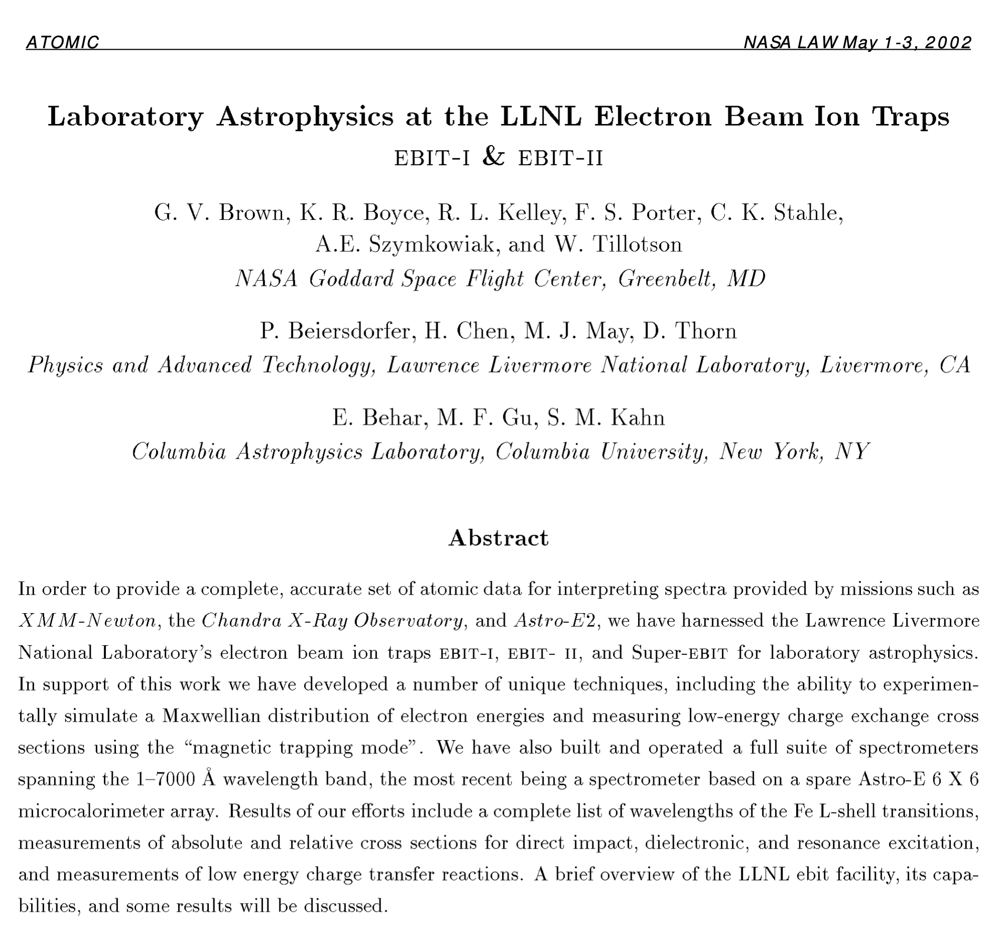 ATOMIC NASA LAW May 1-3, 2002
Laboratory Astrophysics at the LLNL Electron Beam Ion Traps
EBIT-I & EBIT-II
G. V. Brown, K. R. Boyce, R. L. Kelley, F. S. Porter, C. K. Stahle,
A.E. Szymkowiak, and W. Tillotson
NASA Goddard Space Flight Center, Greenbelt, MD
P. Beiersdorfer, H. Chen, M. J. May, D. Thorn
Physics and Advanced Technology, Lawrence Livermore National Laboratory, Livermore, CA
E. Behar, M. F. Gu, S. M. Kahn
Columbia Astrophysics Laboratory, Columbia University, New York, NY
Abstract
In order to provide a complete, accurate set of atomic data for interpreting spectra provided by missions such as
XMM-Newton, the Chandra X-Ray Observatory, and Astro-E2, we have harnessed the Lawrence Livermore
National Laboratory's electron beam ion traps EBIT-I, EBIT- II, and Super-EBIT for laboratory astrophysics.
In support of this work we have developed a number of unique techniques, including the ability to experimen-
tally simulate a Maxwellian distribution of electron energies and measuring low-energy charge exchange cross
sections using the “magnetic trapping mode”. We have also built and operated a full suite of spectrometers
spanning the 1–7000 Å wavelength band, the most recent being a spectrometer based on a spare Astro-E 6 X 6
microcalorimeter array. Results of our efforts include a complete list of wavelengths of the Fe L-shell transitions,
measurements of absolute and relative cross sections for direct impact, dielectronic, and resonance excitation,
and measurements of low energy charge transfer reactions. A brief overview of the LLNL ebit facility, its capa-
bilities, and some results will be discussed.